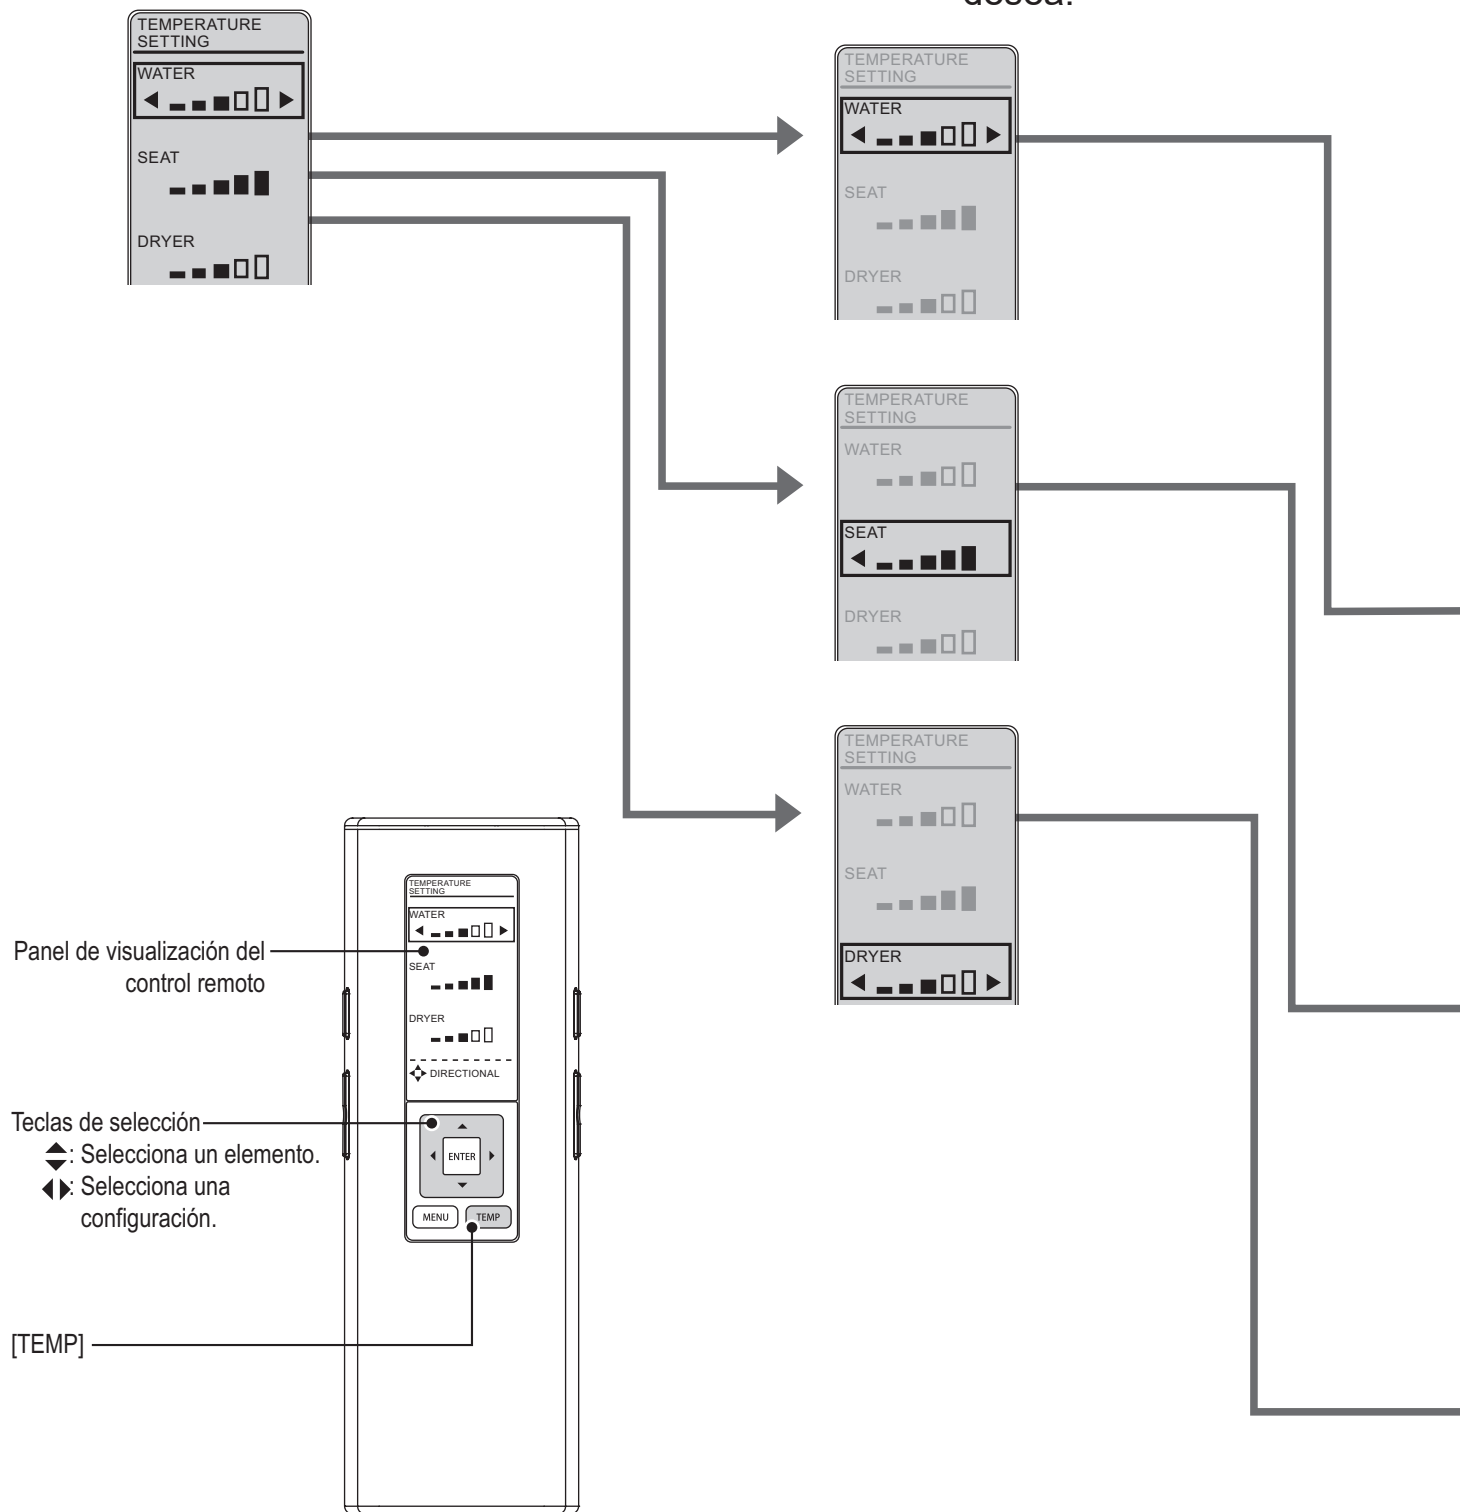 desea.
TEMPERATURE
SETTING
WATER
SEAT
DRYER
TEMPERATURE
SETTING
WATER
SEAT
DRYER
TEMPERATURE
SETTING
WATER
SEAT
DRYER
TEMPERATURE
SETTING
WATER
SEAT
DRYER
Panel de visualización del
control remoto
Teclas de selección
: Selecciona un elemento.
: Selecciona una
configuración.
[TEMP]
TEMPERATURE
SETTING
WATER
SEAT
DRYER
DIRECTIONAL
ENTER
MENU TEMP